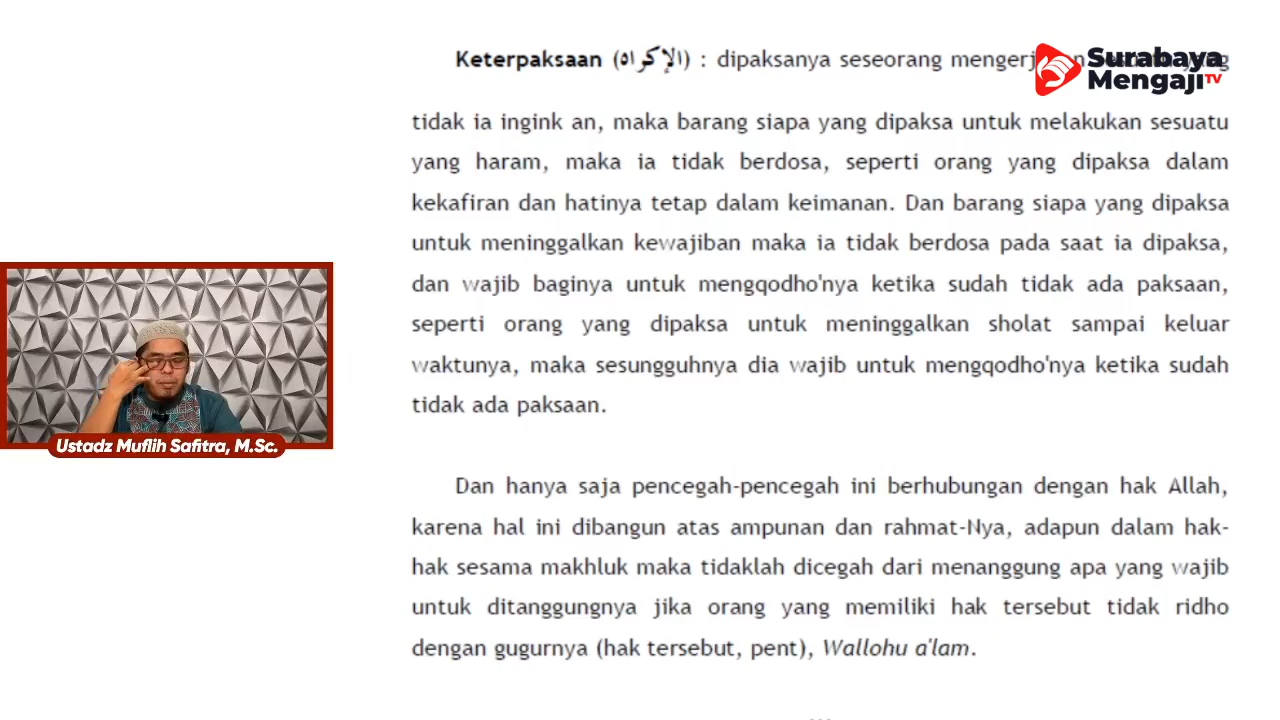 Surabaya
MengajiTV
Keterpaksaan (الإكراه) : dipaksanya seseorang
tidak ia ingink an, maka barang siapa yang dipaksa untuk melakukan sesuatu
yang haram, maka ia tidak berdosa, seperti orang yang dipaksa dalam
kekafiran dan hatinya tetap dalam keimanan. Dan barang siapa yang dipaksa
untuk meninggalkan kewajiban maka ia tidak berdosa pada saat ia dipaksa,
dan wajib baginya untuk mengqodho'nya ketika sudah tidak ada paksaan,
seperti orang yang dipaksa untuk meninggalkan sholat sampai keluar
waktunya, maka sesungguhnya dia wajib untuk mengqodho'nya ketika sudah
tidak ada paksaan.
Dan hanya saja pencegah-pencegah ini berhubungan dengan hak Allah,
karena hal ini dibangun atas ampunan dan rahmat-Nya, adapun dalam hak-
hak sesama makhluk maka tidaklah dicegah dari menanggung apa yang wajib
untuk ditanggungnya jika orang yang memiliki hak tersebut tidak ridho
dengan gugurnya (hak tersebut, pent), Wallohu a'lam.
Ustadz Muflih Safitra, M.Sc.